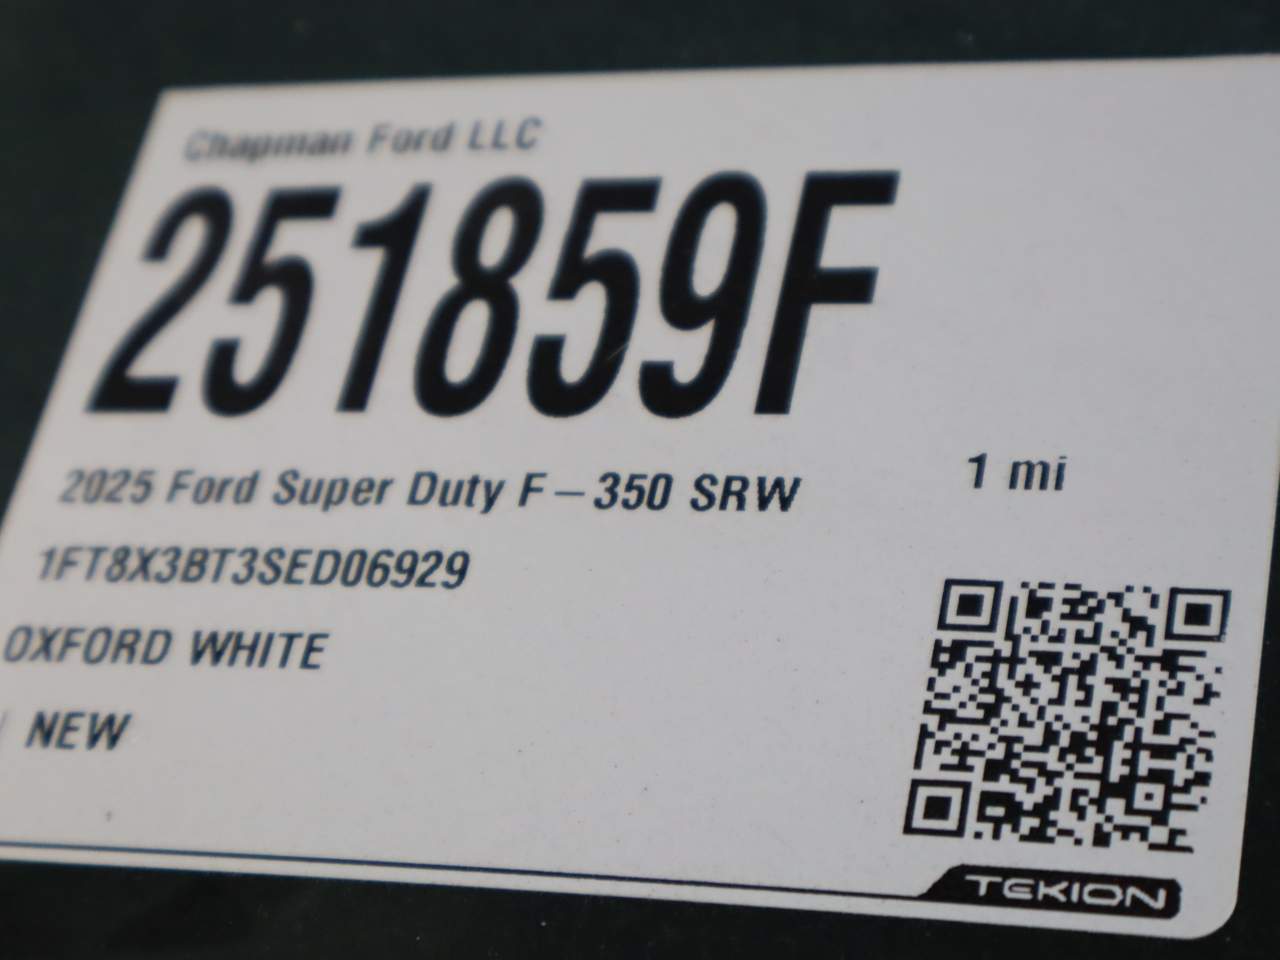 Chapman Ford LLC
251859F
2025 Ford Super Duty F-350 SRW
1 mi
1FT8X3BT3SED06929
OXFORD WHITE
NEW
TEKION